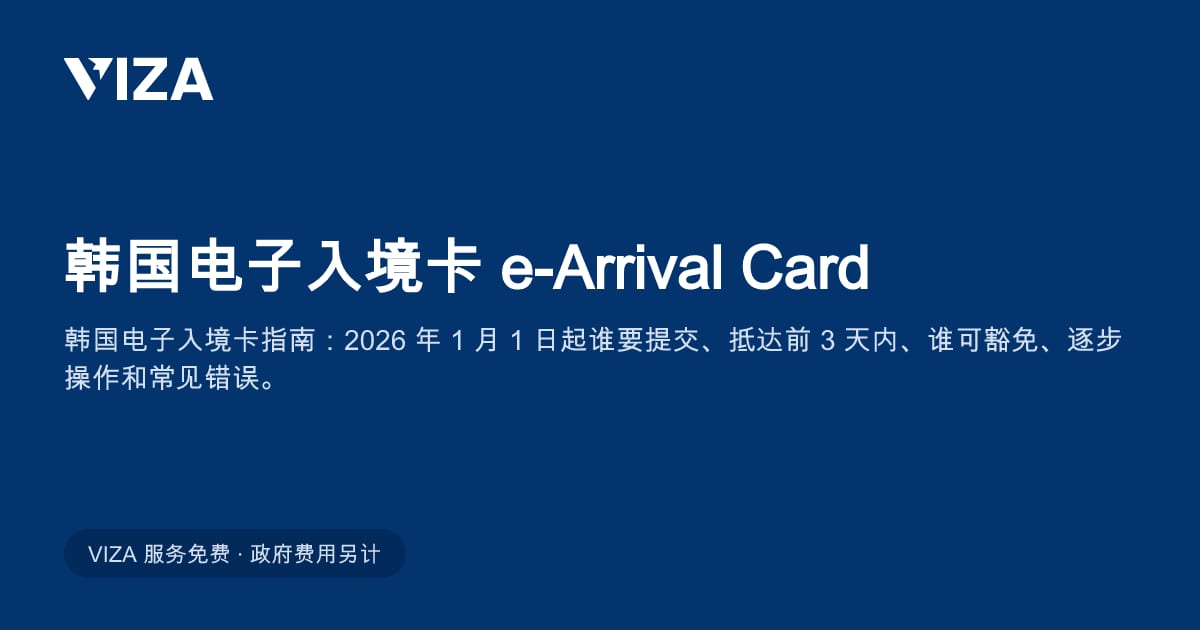 VIZA
韩国电子入境卡 e-Arrival Card
韩国电子入境卡指南：2026 年 1 月 1 日起谁要提交、抵达前 3 天内、谁可豁免、逐步
操作和常见错误。
VIZA 服务免费 · 政府费用另计